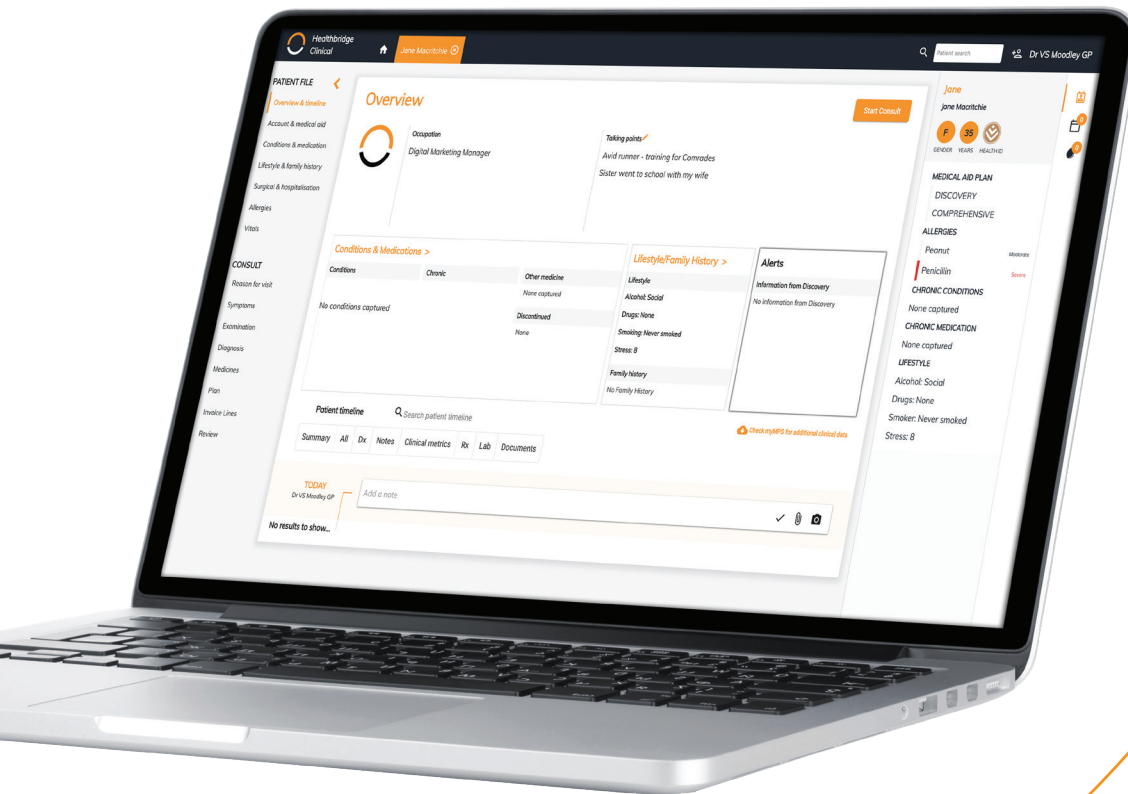 Healthbridge
Clinical
Jane Macritchie
Patient search
Dr VS Moodley GP
PATIENT FILE
Overview & timeline
Account & medical aid
Conditions & medication
Lifestyle & family history
Surgical & hospitalisation
Allergies
Vitals
CONSULT
Reason for visit
Symptoms
Examination
Diagnosis
Medicines
Plan
Invoice Lines
Review
Overview
Start Consult
Occupation
Digital Marketing Manager
Talking points
Avid runner - training for Comrades
Sister went to school with my wife
Conditions & Medications >
Conditions
Chronic
Other medicine
None captured
No conditions captured
Discontinued
None
Lifestyle/Family History >
Lifestyle
Alcohol: Social
Drugs: None
Smoking: Never smoked
Stress: 8
Family history
No Family History
Alerts
Information from Discovery
No information from Discovery
Check myMPS for additional clinical data
Patient timeline
Search patient timeline
Summary All Dx Notes Clinical metrics Rx Lab Documents
TODAY
Dr VS Moodley GP
Add a note
No results to show...
Jane
Jane Macritchie
F 35
GENDER YEARS HEALTHID
0
0
MEDICAL AID PLAN
DISCOVERY
COMPREHENSIVE
ALLERGIES
Peanut Moderate
Penicillin Severe
CHRONIC CONDITIONS
None captured
CHRONIC MEDICATION
None captured
LIFESTYLE
Alcohol: Social
Drugs: None
Smoker: Never smoked
Stress: 8